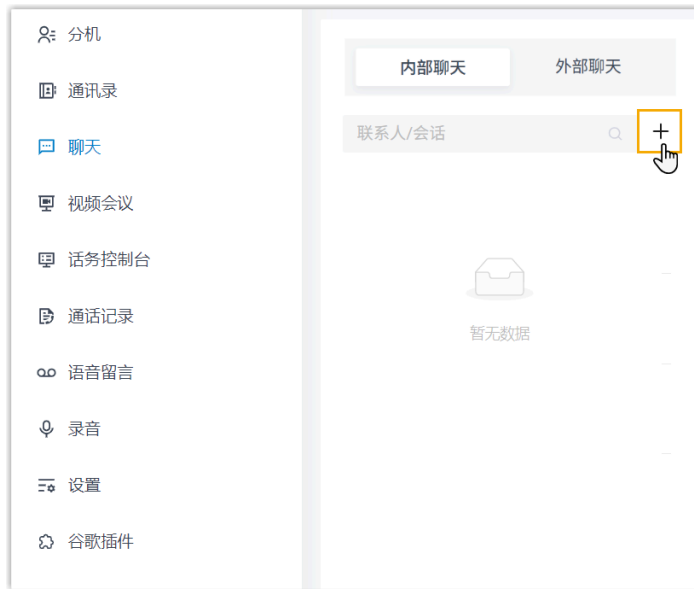 分机
通讯录
聊天
视频会议
话务控制台
通话记录
语音留言
录音
设置
谷歌插件
内部聊天
外部聊天
联系人/会话
暂无数据